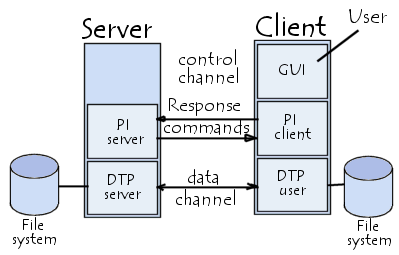 Server
Client
User
control
channel
GUI
Response
commands
PI
server
PI
client
DTP
server
data
channel
DTP
user
File
system
File
system